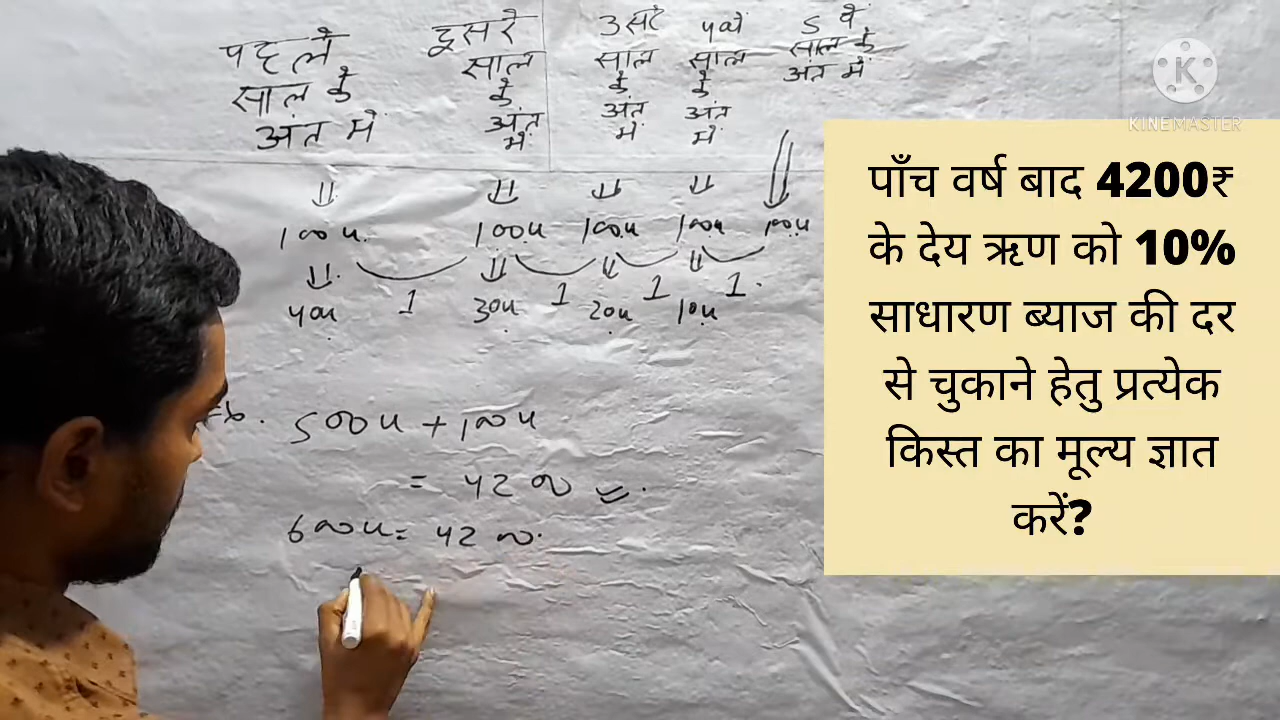 पहले
साल के
अंत में
दूसरे
साल
के
अंत
में
उसरे
साल
के
अंत
में
4वे
साल
के
अंत
में
5 वे
साल के
अंत में
100u 100u 100u 100u 100u
1 1 1 1
40u 30u 20u 10u
500u + 100u
= 4200
600u = 4200
K
KINEMASTER
पाँच वर्ष बाद 4200₹
के देय ऋण को 10%
साधारण ब्याज की दर
से चुकाने हेतु प्रत्येक
किस्त का मूल्य ज्ञात
करें?